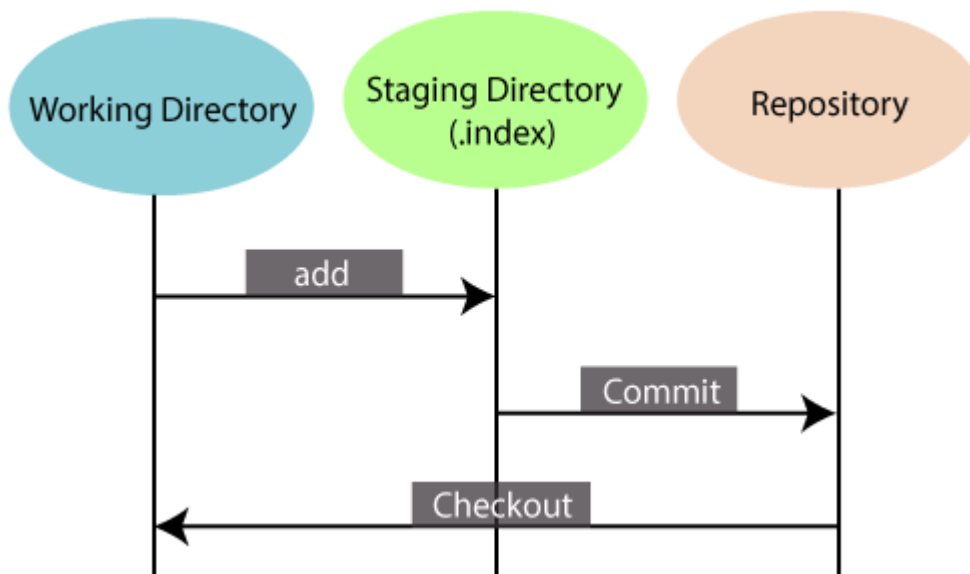 Working Directory
Staging Directory
(.index)
Repository
add
Commit
Checkout